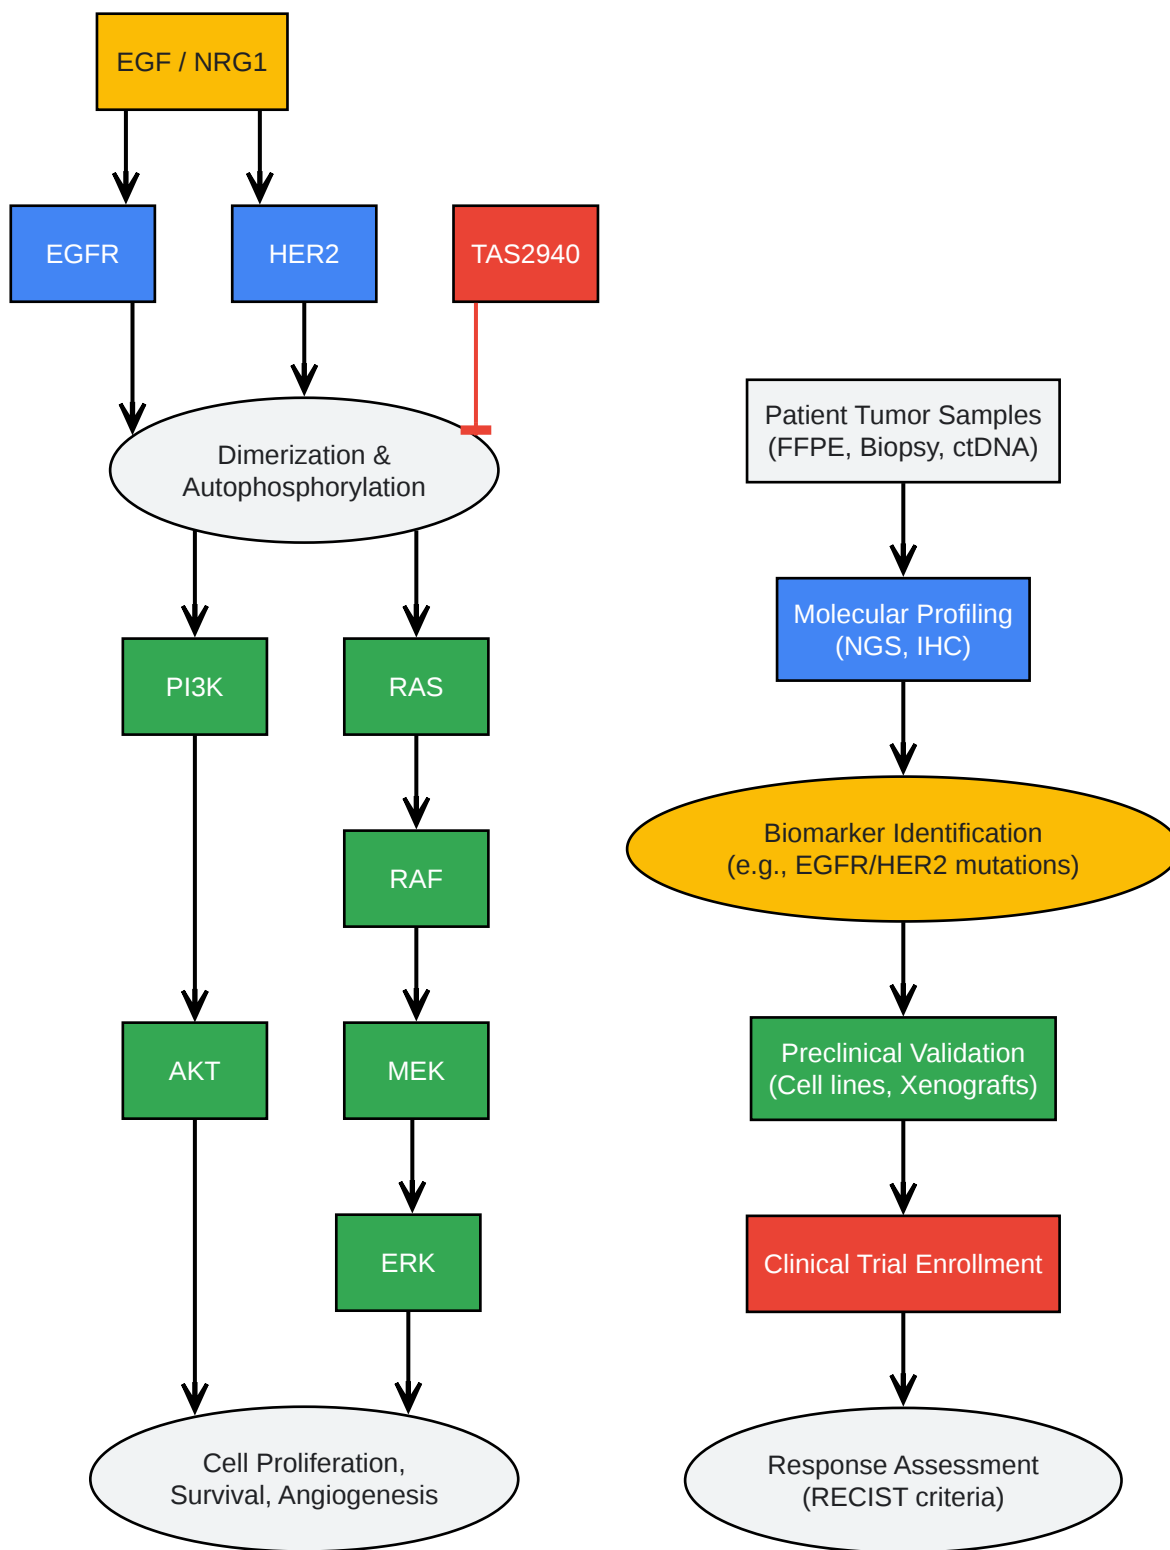 EGF / NRG1
EGFR
HER2
TAS2940
Dimerization &
Autophosphorylation
PI3K
RAS
RAF
AKT
MEK
ERK
Cell Proliferation,
Survival, Angiogenesis
Patient Tumor Samples
(FFPE, Biopsy, ctDNA)
Molecular Profiling
(NGS, IHC)
Biomarker Identification
(e.g., EGFR/HER2 mutations)
Preclinical Validation
(Cell lines, Xenografts)
Clinical Trial Enrollment
Response Assessment
(RECIST criteria)